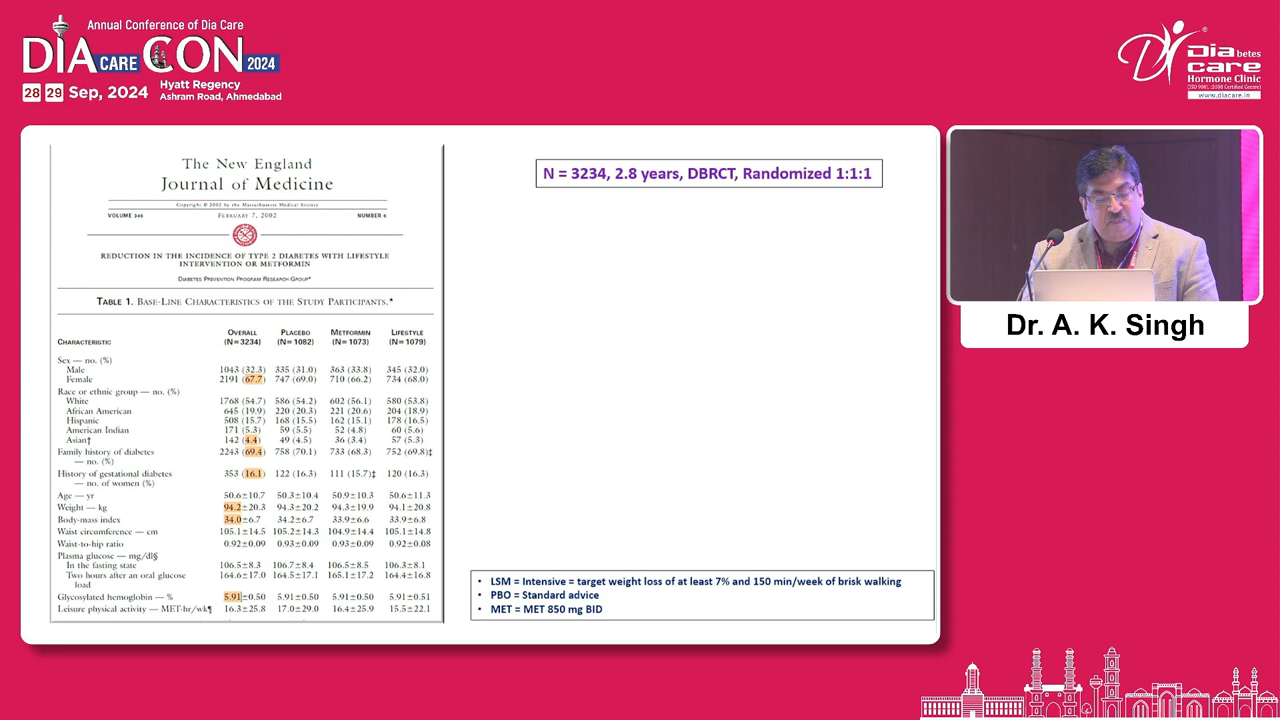 Annual Conference of Dia Care
DIA CARE CON 2024
28 29 Sep, 2024
Hyatt Regency
Ashram Road, Ahmedabad
Diabetes
care
Hormone Clinic
(ISO 9001:2008 Certified Centre)
www.diacare.in
The New England
Journal of Medicine
Copyright © 2002 by the Massachusetts Medical Society
VOLUME 346 FEBRUARY 7, 2002 NUMBER 6
REDUCTION IN THE INCIDENCE OF TYPE 2 DIABETES WITH LIFESTYLE
INTERVENTION OR METFORMIN
DIABETES PREVENTION PROGRAM RESEARCH GROUP*
TABLE 1. BASE-LINE CHARACTERISTICS OF THE STUDY PARTICIPANTS.*
CHARACTERISTIC OVERALL (N=3234) PLACEBO (N=1082) METFORMIN (N=1073) LIFESTYLE (N=1079)
Sex — no. (%)
Male 1043 (32.3) 335 (31.0) 363 (33.8) 345 (32.0)
Female 2191 (67.7) 747 (69.0) 710 (66.2) 734 (68.0)
Race or ethnic group — no. (%)
White 1768 (54.7) 586 (54.2) 602 (56.1) 580 (53.8)
African American 645 (19.9) 220 (20.3) 221 (20.6) 204 (18.9)
Hispanic 508 (15.7) 168 (15.5) 162 (15.1) 178 (16.5)
American Indian 171 (5.3) 59 (5.5) 52 (4.8) 60 (5.6)
Asian† 142 (4.4) 49 (4.5) 36 (3.4) 57 (5.3)
Family history of diabetes 2243 (69.4) 758 (70.1) 733 (68.3) 752 (69.8)‡
— no. (%)
History of gestational diabetes 353 (16.1) 122 (16.3) 111 (15.7)‡ 120 (16.3)
— no. of women (%)
Age — yr 50.6±10.7 50.3±10.4 50.9±10.3 50.6±11.3
Weight — kg 94.2±20.3 94.3±20.2 94.3±19.9 94.1±20.8
Body-mass index 34.0±6.7 34.2±6.7 33.9±6.6 33.9±6.8
Waist circumference — cm 105.1±14.5 105.2±14.3 104.9±14.4 105.1±14.8
Waist-to-hip ratio 0.92±0.09 0.93±0.09 0.93±0.09 0.92±0.08
Plasma glucose — mg/dl§
In the fasting state 106.5±8.3 106.7±8.4 106.5±8.5 106.3±8.1
Two hours after an oral glucose 164.6±17.0 164.5±17.1 165.1±17.2 164.4±16.8
load
Glycosylated hemoglobin — % 5.91±0.50 5.91±0.50 5.91±0.50 5.91±0.51
Leisure physical activity — MET-hr/wk¶ 16.3±25.8 17.0±29.0 16.4±25.9 15.5±22.1
N = 3234, 2.8 years, DBRCT, Randomized 1:1:1
• LSM = Intensive = target weight loss of at least 7% and 150 min/week of brisk walking
• PBO = Standard advice
• MET = MET 850 mg BID
Dr. A. K. Singh